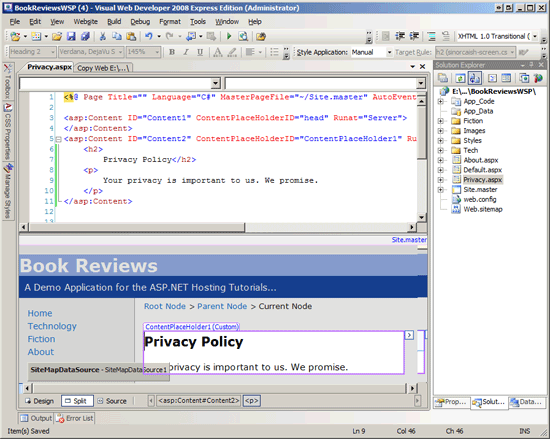 BookReviewsWSP (4) - Visual Web Developer 2008 Express Edition (Administrator)
File Edit View Website Build Debug Format Table Tools Window Help
XHTML 1.0 Transitional (
Heading 2 Verdana, DejaVu S 145% B I U A Style Application: Manual Target Rule: h2 (smorcash-screen.cs
Toolbox
CSS Properties
Manage Styles
Privacy.aspx Copy Web E:\...\
1 <%@ Page Title="" Language="C#" MasterPageFile="~/Site.master" AutoEvent
2
3 <asp:Content ID="Content1" ContentPlaceHolderID="head" Runat="Server">
4 </asp:Content>
5 <asp:Content ID="Content2" ContentPlaceHolderID="ContentPlaceHolder1" Ru
6 <h2>
7 Privacy Policy</h2>
8 <p>
9 Your privacy is important to us. We promise.
10 </p>
11 </asp:Content>
12
13
Site.master
Book Reviews
A Demo Application for the ASP.NET Hosting Tutorials...
Home
Technology
Fiction
About
Root Node > Parent Node > Current Node
ContentPlaceHolder1 (Custom)
Privacy Policy
privacy is important to us. We promise.
SiteMapDataSource - SiteMapDataSource1
Design Split Source <asp:Content#Content2> <p>
Output Error List
Solution Explorer
E:\...\BookReviewsWSP\
App_Code
App_Data
Fiction
Images
Styles
Tech
About.aspx
Default.aspx
Privacy.aspx
Site.master
web.config
Web.sitemap
Prop... Solut... Data...
Item(s) Saved Ln 9 Col 46 Ch 46 INS